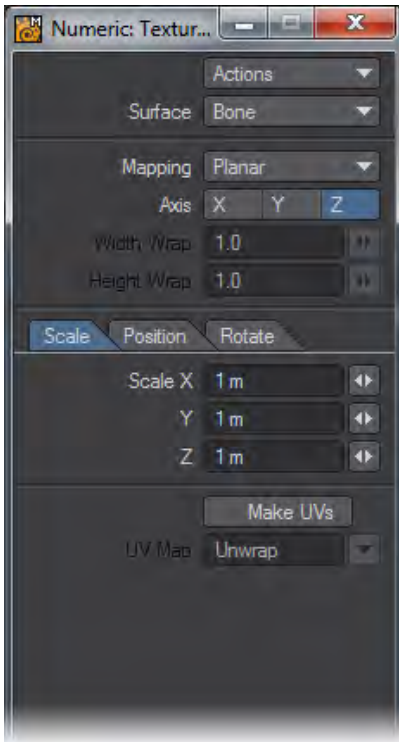 Numeric: Textur...
Actions
Surface Bone
Mapping Planar
Axis X Y Z
Width Wrap 1.0
Height Wrap 1.0
Scale Position Rotate
Scale X 1 m
Y 1 m
Z 1 m
Make UVs
UV Map Unwrap